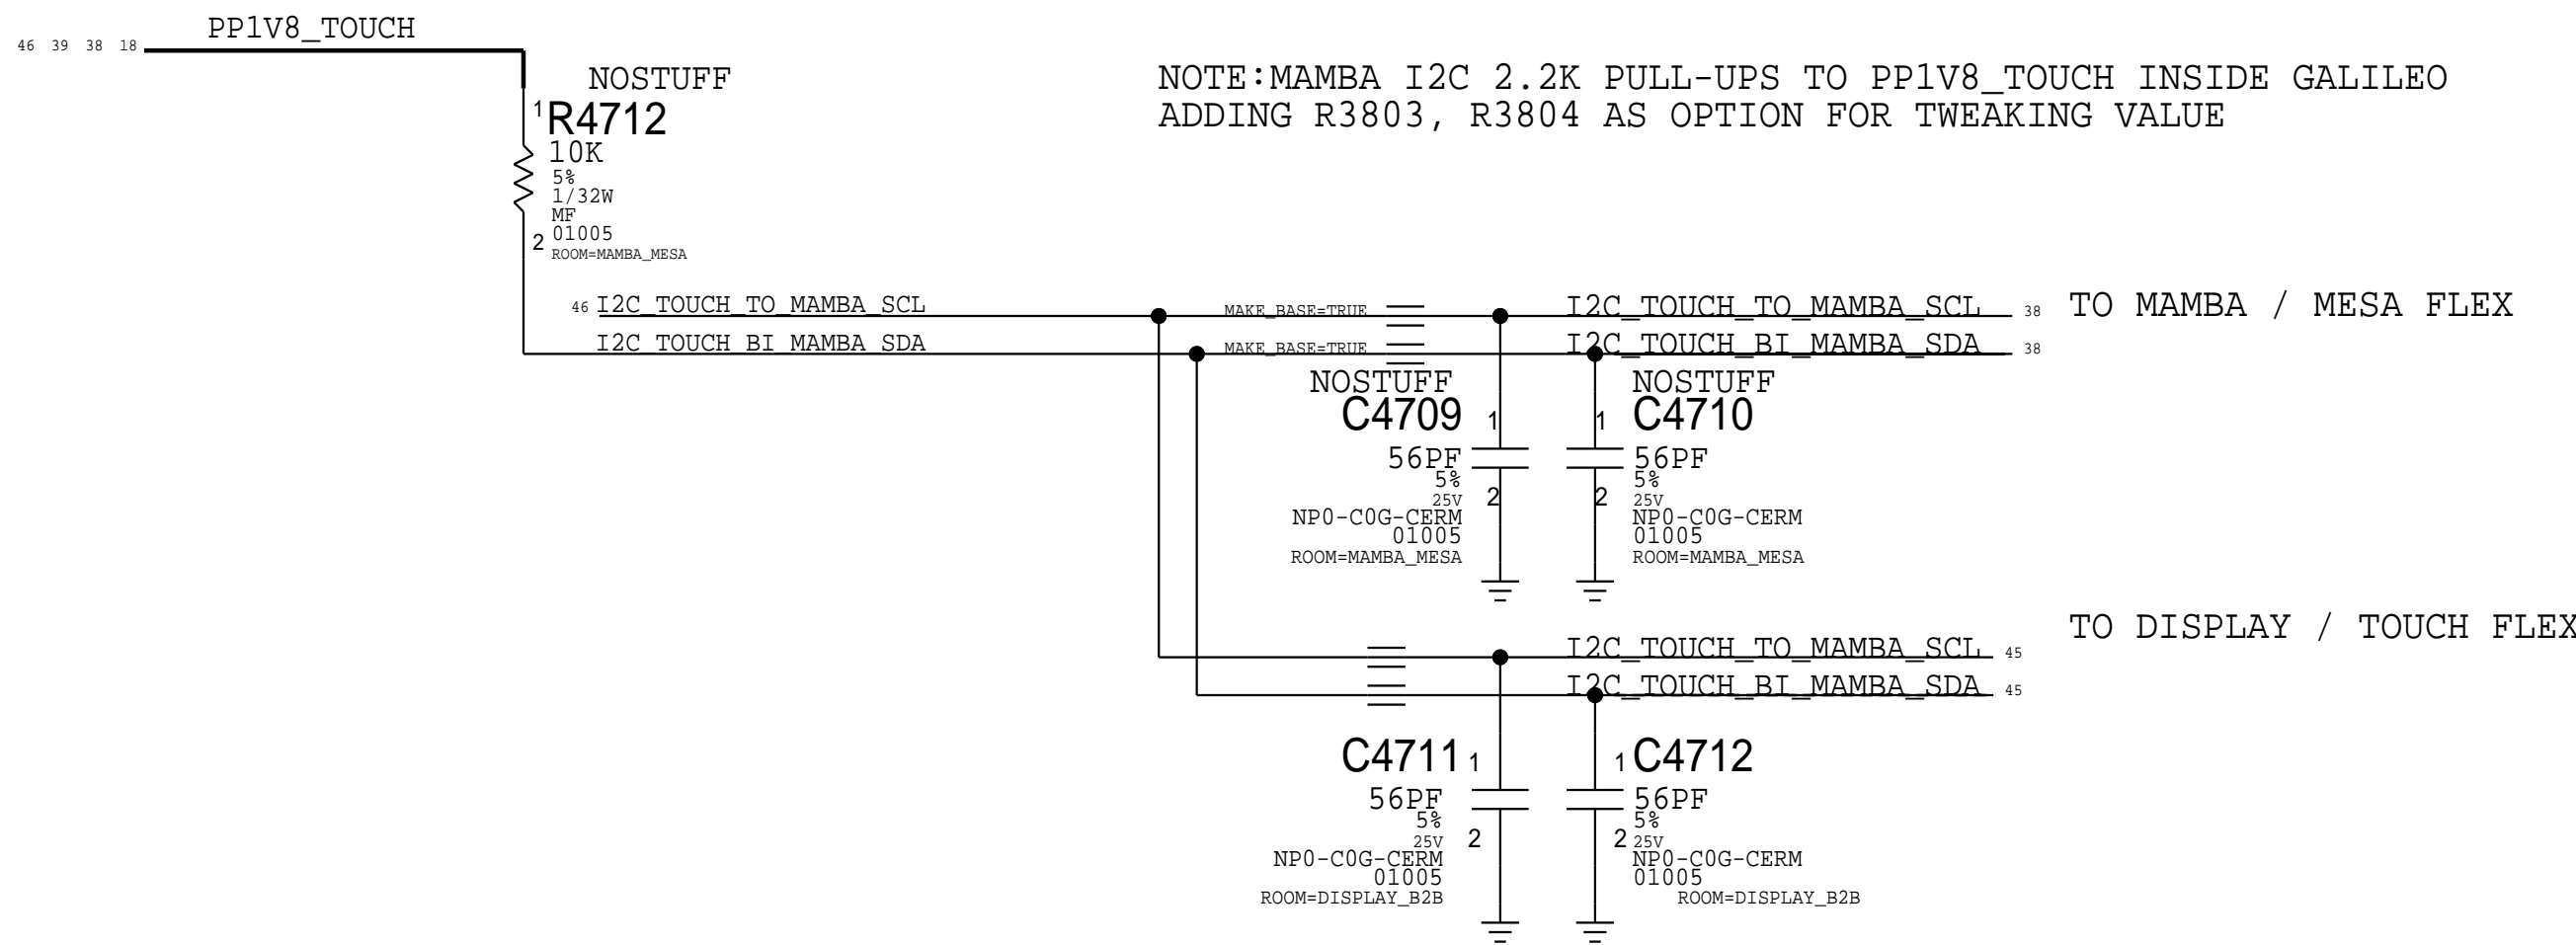 PP1V8_TOUCH
46 39 38 18
NOSTUFF
1
R4712
10K
5%
1/32W
MF
01005
2
ROOM=MAMBA_MESA
NOTE:MAMBA I2C 2.2K PULL-UPS TO PP1V8_TOUCH INSIDE GALILEO
ADDING R3803, R3804 AS OPTION FOR TWEAKING VALUE
46 I2C_TOUCH_TO_MAMBA_SCL
MAKE_BASE=TRUE
I2C_TOUCH_TO_MAMBA_SCL 38
TO MAMBA / MESA FLEX
I2C_TOUCH_BI_MAMBA_SDA
MAKE_BASE=TRUE
I2C_TOUCH_BI_MAMBA_SDA 38
NOSTUFF
C4709
1
56PF
5%
25V
2
NP0-C0G-CERM
01005
ROOM=MAMBA_MESA
NOSTUFF
1
C4710
56PF
5%
2
25V
NP0-C0G-CERM
01005
ROOM=MAMBA_MESA
TO DISPLAY / TOUCH FLEX
I2C_TOUCH_TO_MAMBA_SCL 45
I2C_TOUCH_BI_MAMBA_SDA 45
C4711
1
56PF
5%
25V
2
NP0-C0G-CERM
01005
ROOM=DISPLAY_B2B
1
C4712
56PF
5%
2
25V
NP0-C0G-CERM
01005
ROOM=DISPLAY_B2B